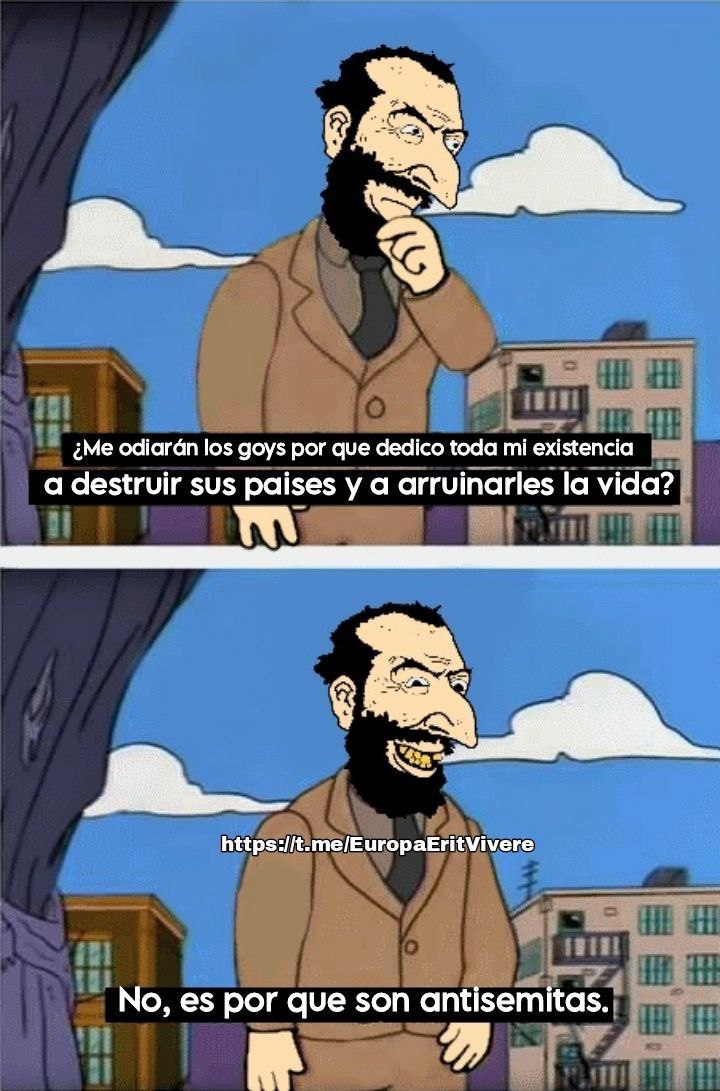 ¿Me odiarán los goys por que dedico toda mi existencia
a destruir sus paises y a arruinarles la vida?
https://t.me/EuropaEritVivere
No, es por que son antisemitas.